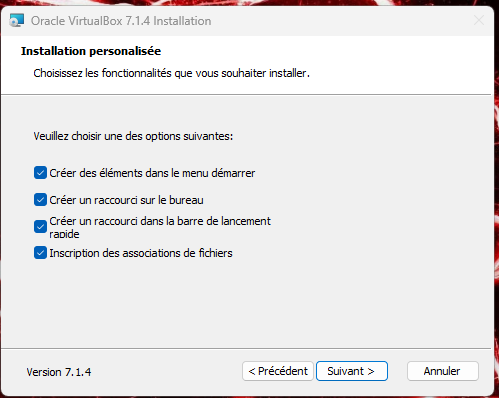 Oracle VirtualBox 7.1.4 Installation
Installation personalisée
Choisissez les fonctionnalités que vous souhaiter installer.
Veuillez choisir une des options suivantes:
Créer des éléments dans le menu démarrer
Créer un raccourci sur le bureau
Créer un raccourci dans la barre de lancement
rapide
Inscription des associations de fichiers
Version 7.1.4
< Précédent
Suivant >
Annuler